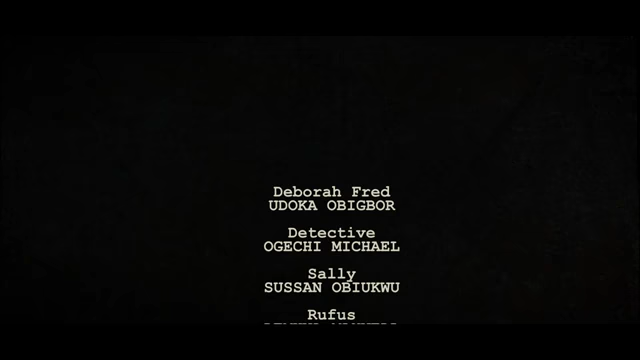 Deborah Fred
UDOKA OBIGBOR
Detective
OGECHI MICHAEL
Sally
SUSSAN OBIUKWU
Rufus